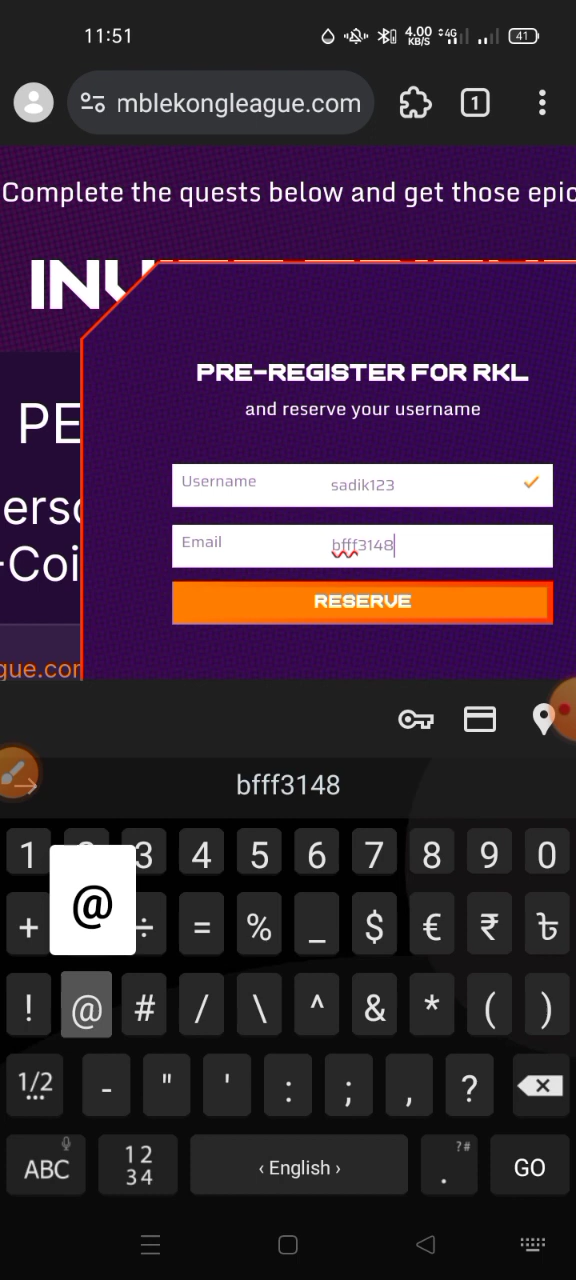 11:51 4.00 KB/S 4G 41
mblekongleague.com 1
Complete the quests below and get those epic
INV
PRE-REGISTER FOR RKL
PE
and reserve your username
Username sadik123
erso
Email bfff3148
-Coi
RESERVE
gue.com
bfff3148
1 3 4 5 6 7 8 9 0
@
+ ÷ = % _ $ € ₹ ৳
! @ # / \ ^ & * ( )
1/2 - " ' : ; , ?
ABC 12 34 ‹ English › . ?# GO